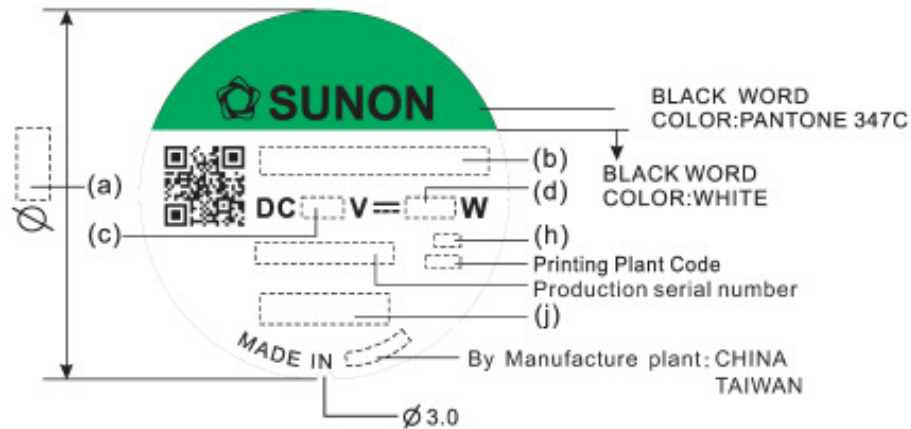 SUNON
BLACK WORD
COLOR:PANTONE 347C
(a)
(b)
BLACK WORD
COLOR:WHITE
(d)
DC V W
(c)
(h)
Printing Plant Code
Production serial number
(j)
Ø
MADE IN
By Manufacture plant: CHINA
TAIWAN
Ø 3.0